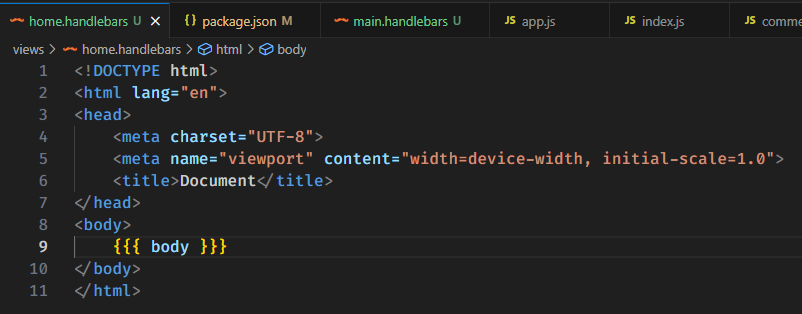 home.handlebars U × {} package.json M main.handlebars U JS app.js JS index.js JS comme
views > home.handlebars > html > body
1 <!DOCTYPE html>
2 <html lang="en">
3 <head>
4     <meta charset="UTF-8">
5     <meta name="viewport" content="width=device-width, initial-scale=1.0">
6     <title>Document</title>
7 </head>
8 <body>
9     {{{ body }}}
10 </body>
11 </html>